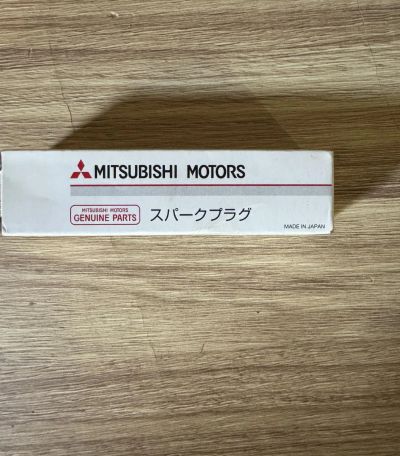 MITSUBISHI MOTORS
MITSUBISHI MOTORS
GENUINE PARTS
スパークプラグ
MADE IN JAPAN